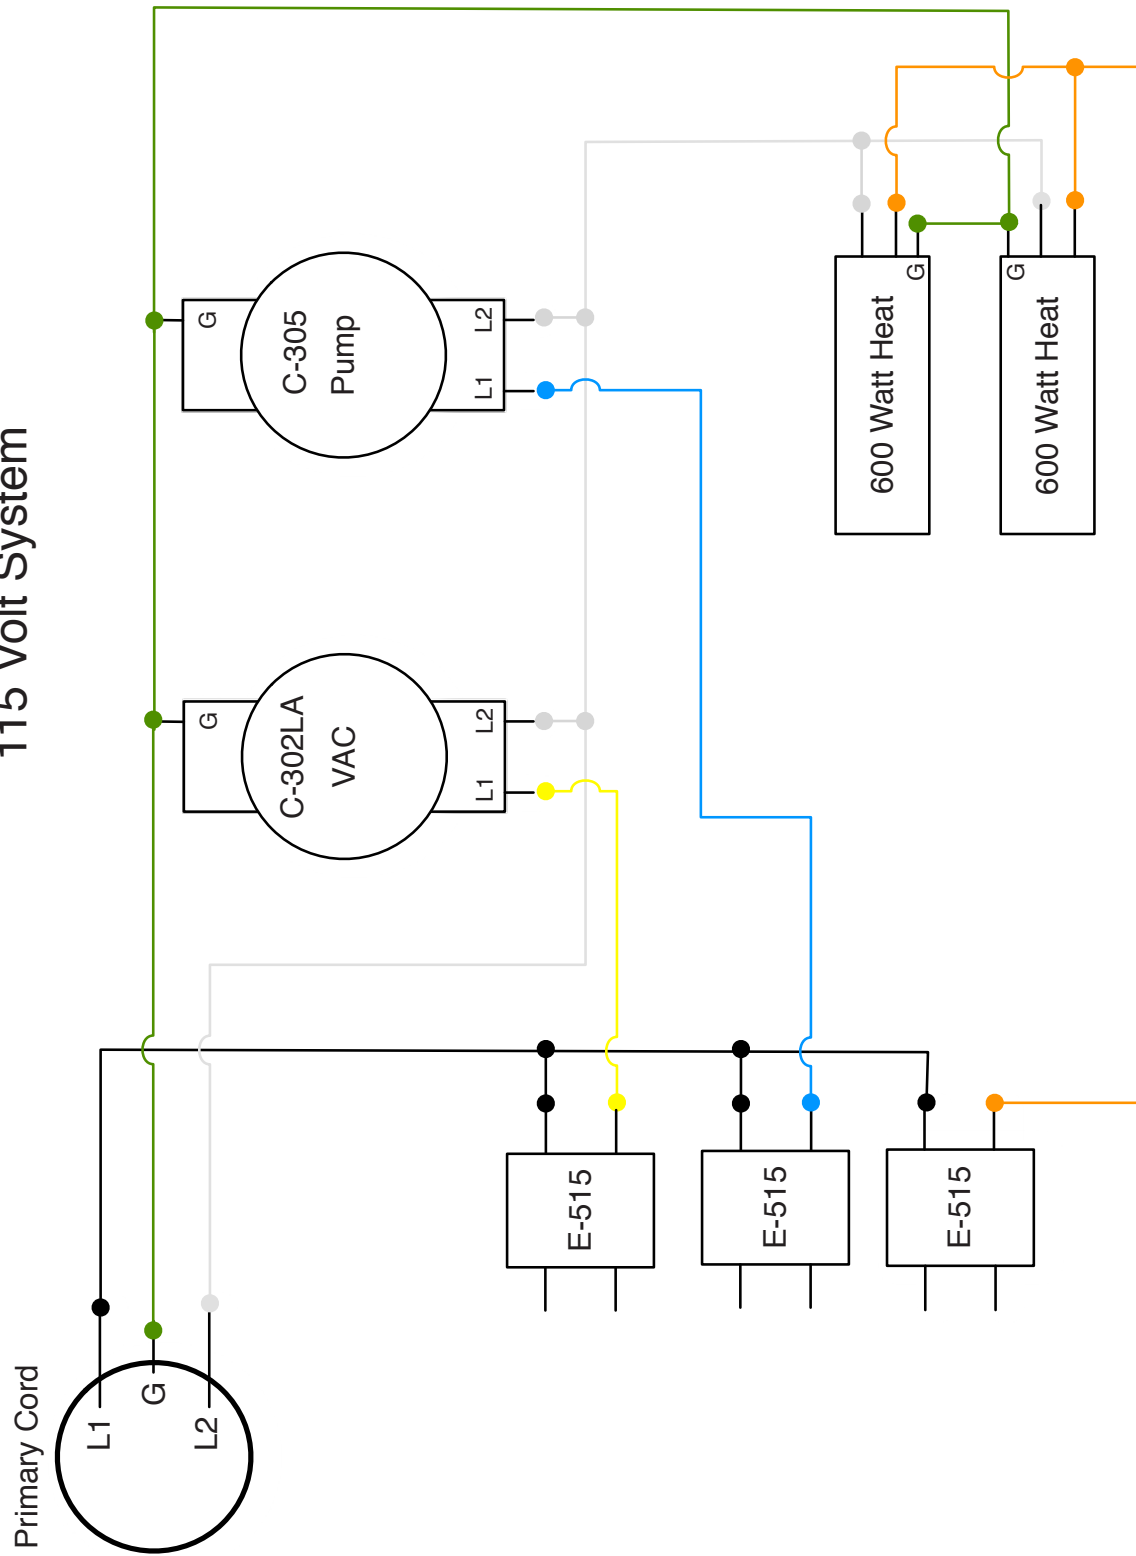 115 Volt System
Primary Cord
L1
G
L2
G
C-302LA
VAC
L1
L2
G
C-305
Pump
L1
L2
E-515
E-515
E-515
600 Watt Heat
G
600 Watt Heat
G